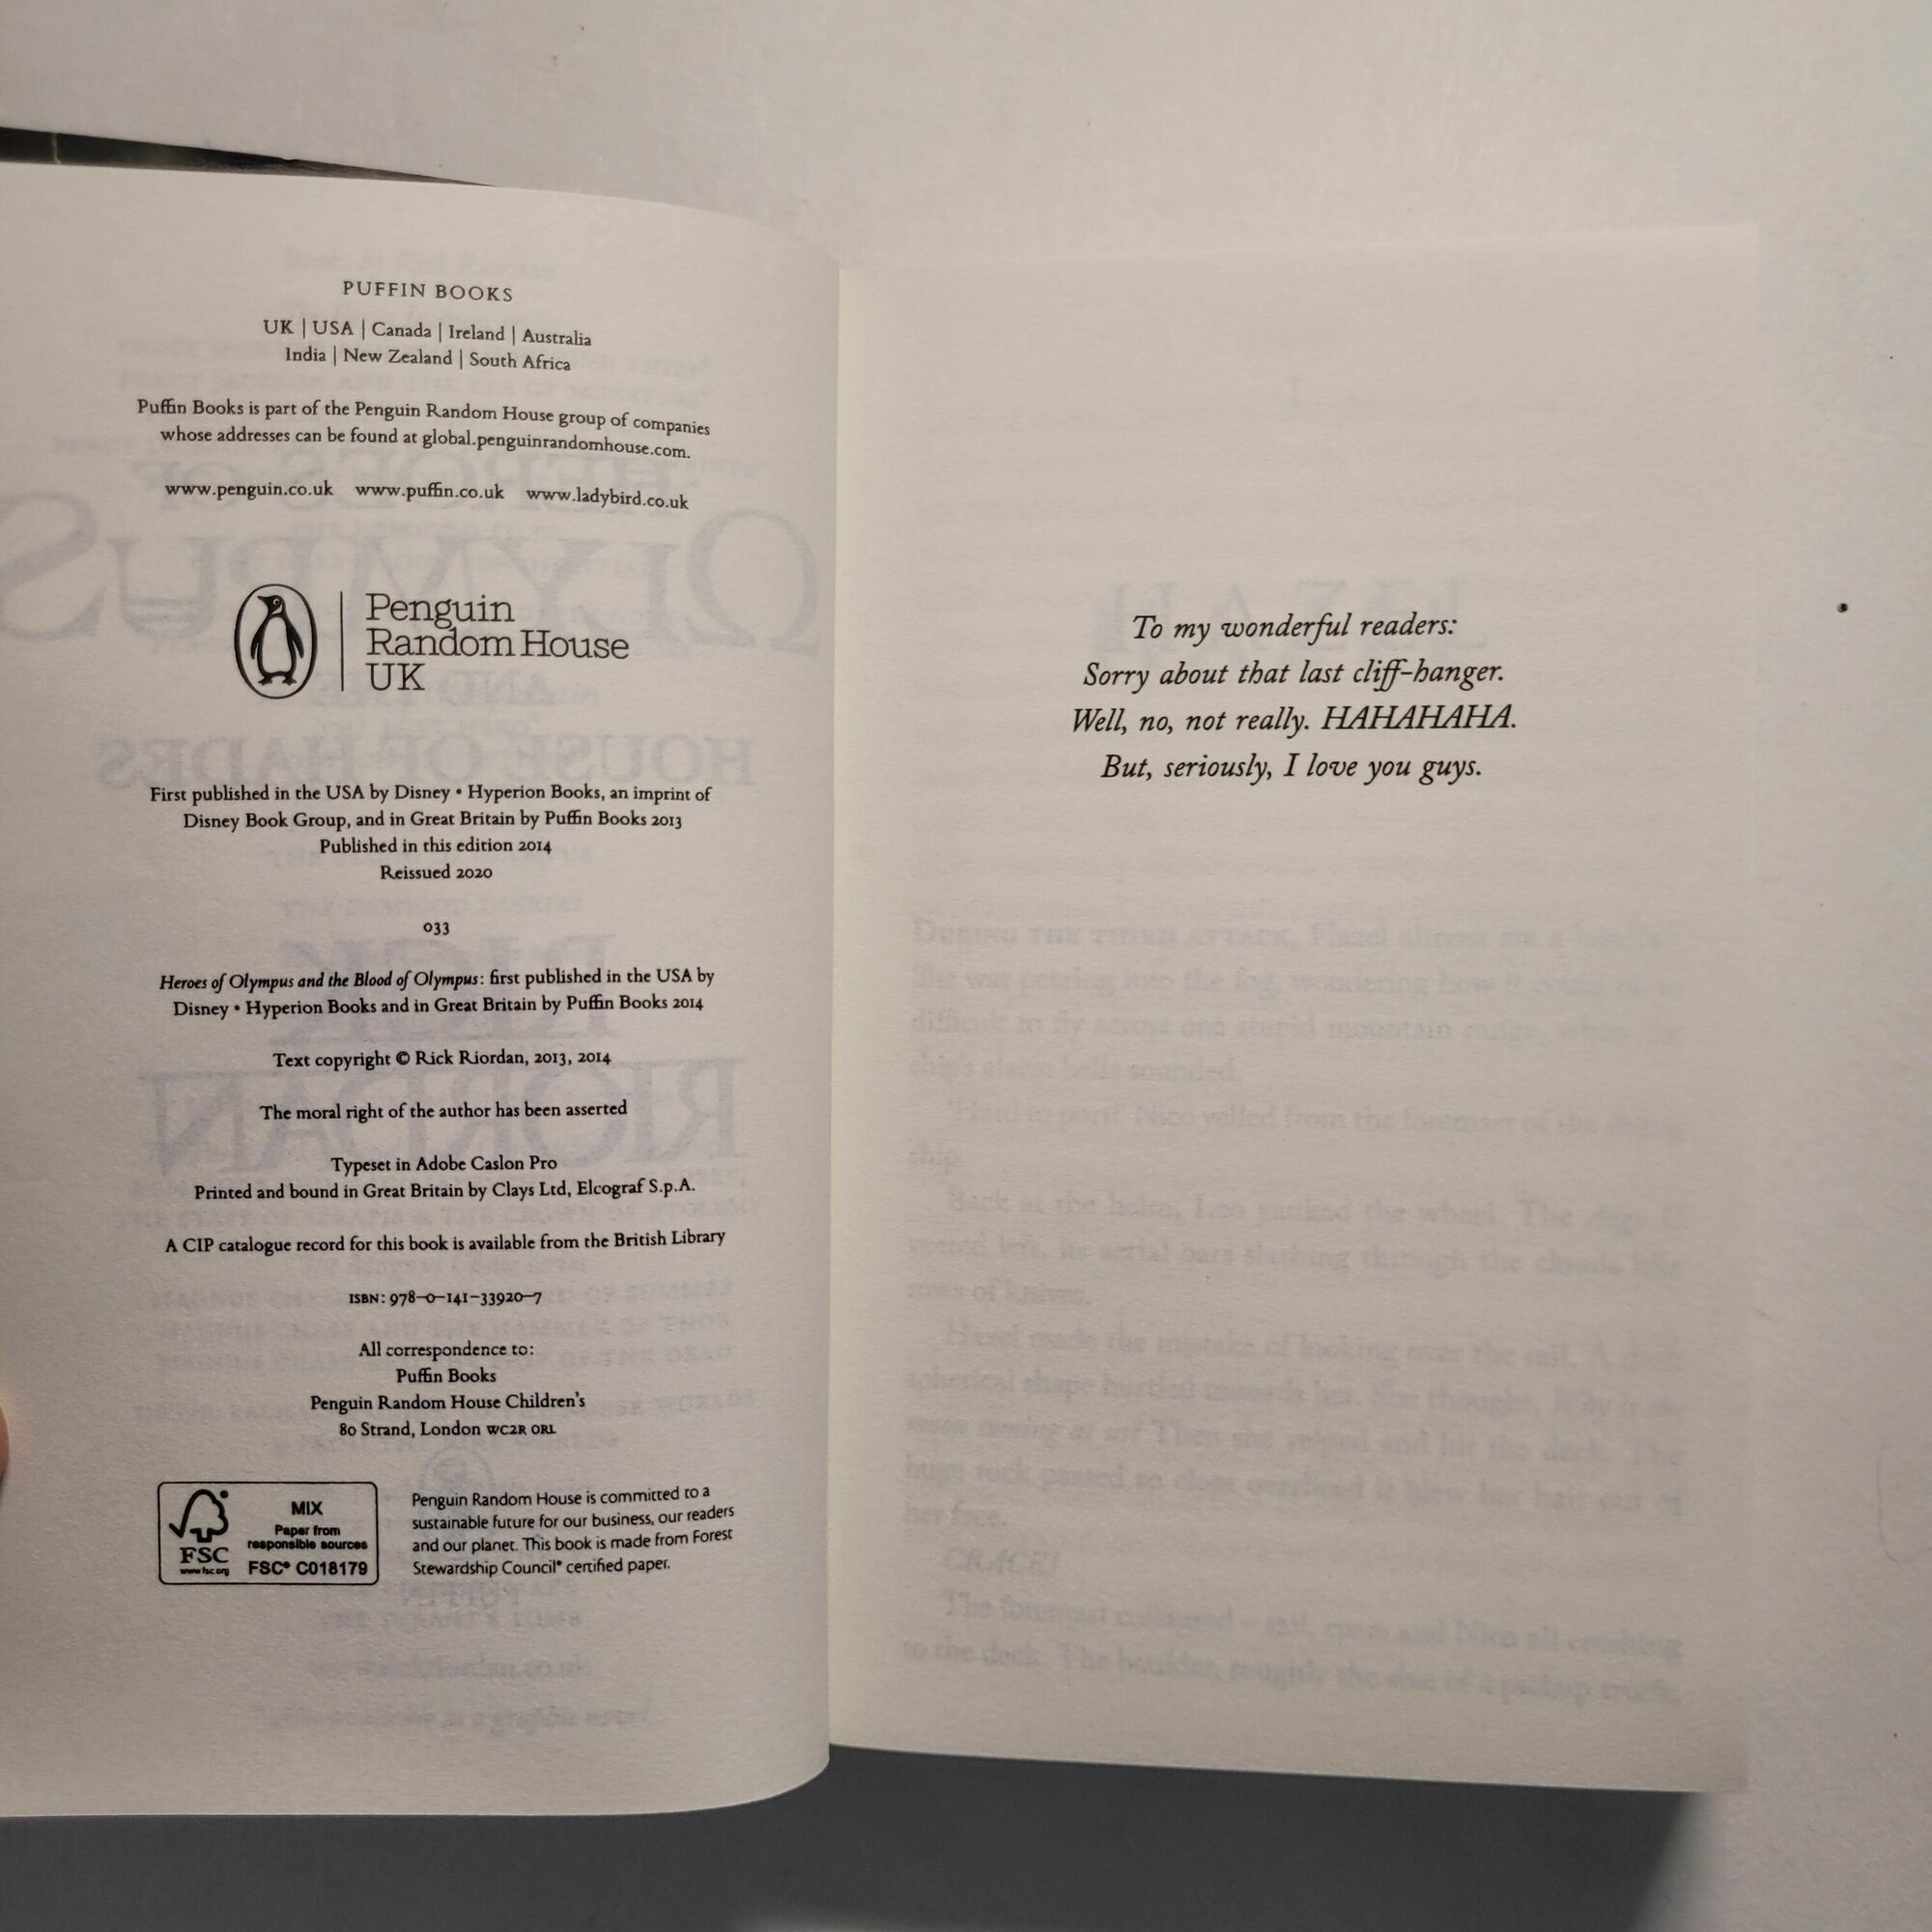 PUFFIN BOOKS
UK | USA | Canada | Ireland | Australia
India | New Zealand | South Africa
Puffin Books is part of the Penguin Random House group of companies
whose addresses can be found at global.penguinrandomhouse.com.
www.penguin.co.uk www.puffin.co.uk www.ladybird.co.uk
Penguin
Random House
UK
First published in the USA by Disney • Hyperion Books, an imprint of
Disney Book Group, and in Great Britain by Puffin Books 2013
Published in this edition 2014
Reissued 2020
033
Heroes of Olympus and the Blood of Olympus: first published in the USA by
Disney • Hyperion Books and in Great Britain by Puffin Books 2014
Text copyright © Rick Riordan, 2013, 2014
The moral right of the author has been asserted
Typeset in Adobe Caslon Pro
Printed and bound in Great Britain by Clays Ltd, Elcograf S.p.A.
A CIP catalogue record for this book is available from the British Library
ISBN: 978-0-141-33920-7
All correspondence to:
Puffin Books
Penguin Random House Children's
80 Strand, London WC2R 0RL
FSC
www.fsc.org
MIX
Paper from
responsible sources
FSC® C018179
Penguin Random House is committed to a
sustainable future for our business, our readers
and our planet. This book is made from Forest
Stewardship Council® certified paper.
To my wonderful readers:
Sorry about that last cliff-hanger.
Well, no, not really. HAHAHAHA.
But, seriously, I love you guys.